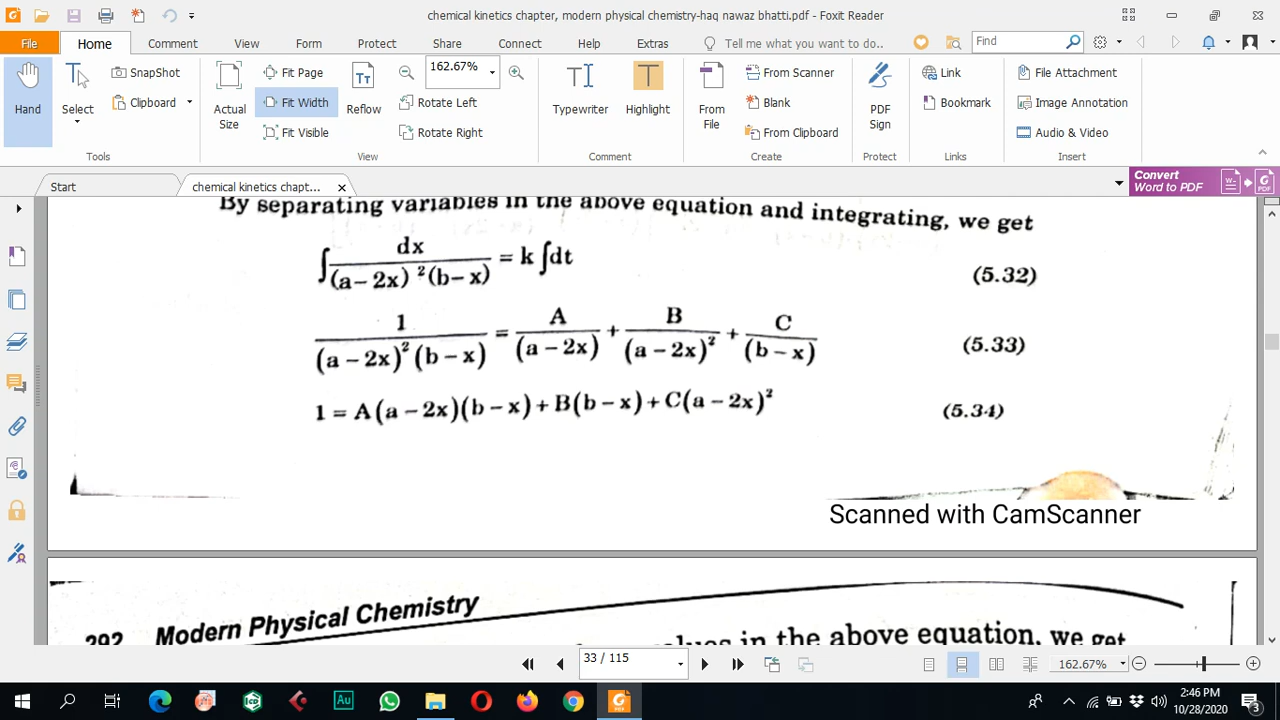 chemical kinetics chapter, modern physical chemistry-haq nawaz bhatti.pdf - Foxit Reader
File Home Comment View Form Protect Share Connect Help Extras Tell me what you want to do.. Find
Hand
Select
SnapShot
Clipboard
Tools
Actual Size
Fit Page
Fit Width
Fit Visible
Reflow
162.67%
Rotate Left
Rotate Right
View
Typewriter
Highlight
Comment
From File
From Scanner
Blank
From Clipboard
Create
PDF Sign
Protect
Link
Bookmark
Links
File Attachment
Image Annotation
Audio & Video
Insert
Start
chemical kinetics chapt...
Convert
Word to PDF
By separating variables in the above equation and integrating, we get
∫ dx / (a – 2x)²(b – x) = k ∫dt (5.32)
1 / (a – 2x)²(b – x) = A / (a – 2x) + B / (a – 2x)² + C / (b – x) (5.33)
1 = A(a – 2x)(b – x) + B(b – x) + C(a – 2x)² (5.34)
Scanned with CamScanner
292 Modern Physical Chemistry
values in the above equation, we get
33 / 115
162.67%
2:46 PM
10/28/2020
3